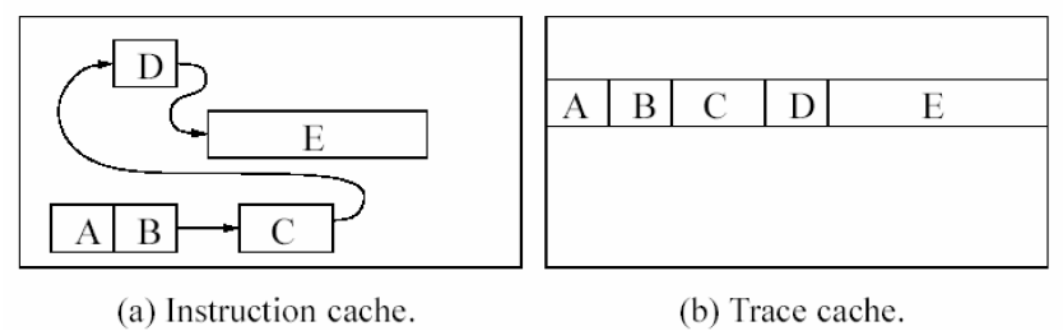 D
E
A B C
(a) Instruction cache.
A B C D E
(b) Trace cache.